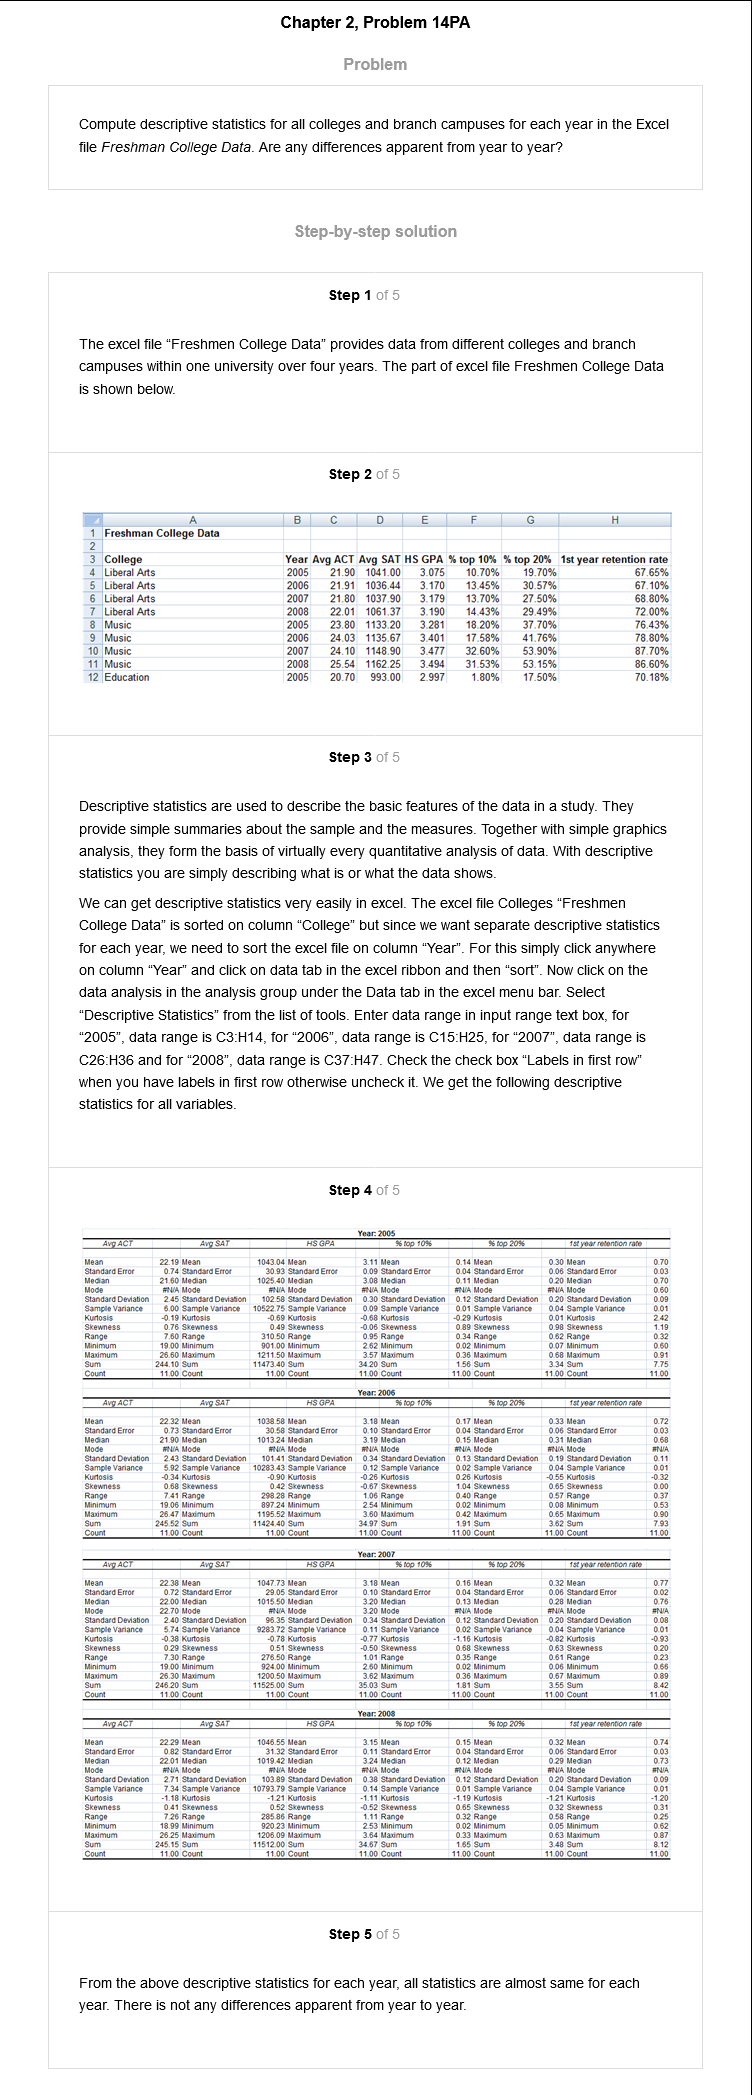 Chapter 2, Problem 14PA
Problem
Compute descriptive statistics for all colleges and branch campuses for each year in the Excel
file Freshman College Data. Are any differences apparent from year to year?
Step-by-step solution
Step 1 of 5
The excel file “Freshmen College Data” provides data from different colleges and branch
campuses within one university over four years. The part of excel file Freshmen College Data
is shown below.
Step 2 of 5
A B C D E F G H
1 Freshman College Data
2
3 College Year Avg ACT Avg SAT HS GPA % top 10% % top 20% 1st year retention rate
4 Liberal Arts 2005 21.90 1041.00 3.075 10.70% 19.70% 67.65%
5 Liberal Arts 2006 21.91 1036.44 3.170 13.45% 30.57% 67.10%
6 Liberal Arts 2007 21.80 1037.90 3.179 13.70% 27.50% 68.80%
7 Liberal Arts 2008 22.01 1061.37 3.190 14.43% 29.49% 72.00%
8 Music 2005 23.80 1133.20 3.281 18.20% 37.70% 76.43%
9 Music 2006 24.03 1135.67 3.401 17.58% 41.76% 78.80%
10 Music 2007 24.10 1148.90 3.477 32.60% 53.90% 87.70%
11 Music 2008 25.54 1162.25 3.494 31.53% 53.15% 86.60%
12 Education 2005 20.70 993.00 2.997 1.80% 17.50% 70.18%
Step 3 of 5
Descriptive statistics are used to describe the basic features of the data in a study. They
provide simple summaries about the sample and the measures. Together with simple graphics
analysis, they form the basis of virtually every quantitative analysis of data. With descriptive
statistics you are simply describing what is or what the data shows.
We can get descriptive statistics very easily in excel. The excel file Colleges “Freshmen
College Data” is sorted on column “College” but since we want separate descriptive statistics
for each year, we need to sort the excel file on column “Year”. For this simply click anywhere
on column “Year” and click on data tab in the excel ribbon and then “sort”. Now click on the
data analysis in the analysis group under the Data tab in the excel menu bar. Select
“Descriptive Statistics” from the list of tools. Enter data range in input range text box, for
“2005”, data range is C3:H14, for “2006”, data range is C15:H25, for “2007”, data range is
C26:H36 and for “2008”, data range is C37:H47. Check the check box “Labels in first row”
when you have labels in first row otherwise uncheck it. We get the following descriptive
statistics for all variables.
Step 4 of 5
Year: 2005
Avg ACT Avg SAT HS GPA % top 10% % top 20% 1st year retention rate
Mean 22.19 Mean 1043.04 Mean 3.11 Mean 0.14 Mean 0.30 Mean 0.70
Standard Error 0.74 Standard Error 30.93 Standard Error 0.09 Standard Error 0.04 Standard Error 0.06 Standard Error 0.03
Median 21.60 Median 1025.40 Median 3.08 Median 0.11 Median 0.20 Median 0.70
Mode #N/A Mode #N/A Mode #N/A Mode #N/A Mode #N/A Mode 0.60
Standard Deviation 2.45 Standard Deviation 102.58 Standard Deviation 0.30 Standard Deviation 0.12 Standard Deviation 0.20 Standard Deviation 0.09
Sample Variance 6.00 Sample Variance 10522.75 Sample Variance 0.09 Sample Variance 0.01 Sample Variance 0.04 Sample Variance 0.01
Kurtosis -0.19 Kurtosis -0.69 Kurtosis -0.68 Kurtosis -0.29 Kurtosis 0.01 Kurtosis 2.42
Skewness 0.76 Skewness 0.49 Skewness -0.06 Skewness 0.89 Skewness 0.98 Skewness 1.19
Range 7.60 Range 310.50 Range 0.95 Range 0.34 Range 0.62 Range 0.32
Minimum 19.00 Minimum 901.00 Minimum 2.62 Minimum 0.02 Minimum 0.07 Minimum 0.60
Maximum 26.60 Maximum 1211.50 Maximum 3.57 Maximum 0.36 Maximum 0.68 Maximum 0.91
Sum 244.10 Sum 11473.40 Sum 34.20 Sum 1.56 Sum 3.34 Sum 7.75
Count 11.00 Count 11.00 Count 11.00 Count 11.00 Count 11.00 Count 11.00
Year: 2006
Avg ACT Avg SAT HS GPA % top 10% % top 20% 1st year retention rate
Mean 22.32 Mean 1038.58 Mean 3.18 Mean 0.17 Mean 0.33 Mean 0.72
Standard Error 0.73 Standard Error 30.58 Standard Error 0.10 Standard Error 0.04 Standard Error 0.06 Standard Error 0.03
Median 21.90 Median 1013.24 Median 3.19 Median 0.15 Median 0.31 Median 0.68
Mode #N/A Mode #N/A Mode #N/A Mode #N/A Mode #N/A Mode #N/A
Standard Deviation 2.43 Standard Deviation 101.41 Standard Deviation 0.34 Standard Deviation 0.13 Standard Deviation 0.19 Standard Deviation 0.11
Sample Variance 5.92 Sample Variance 10283.43 Sample Variance 0.12 Sample Variance 0.02 Sample Variance 0.04 Sample Variance 0.01
Kurtosis -0.34 Kurtosis -0.90 Kurtosis -0.26 Kurtosis 0.26 Kurtosis -0.55 Kurtosis -0.32
Skewness 0.68 Skewness 0.42 Skewness -0.67 Skewness 1.04 Skewness 0.65 Skewness 0.00
Range 7.41 Range 298.28 Range 1.06 Range 0.40 Range 0.57 Range 0.37
Minimum 19.06 Minimum 897.24 Minimum 2.54 Minimum 0.02 Minimum 0.08 Minimum 0.53
Maximum 26.47 Maximum 1195.52 Maximum 3.60 Maximum 0.42 Maximum 0.65 Maximum 0.90
Sum 245.52 Sum 11424.40 Sum 34.97 Sum 1.91 Sum 3.62 Sum 7.93
Count 11.00 Count 11.00 Count 11.00 Count 11.00 Count 11.00 Count 11.00
Year: 2007
Avg ACT Avg SAT HS GPA % top 10% % top 20% 1st year retention rate
Mean 22.38 Mean 1047.73 Mean 3.18 Mean 0.16 Mean 0.32 Mean 0.77
Standard Error 0.72 Standard Error 29.05 Standard Error 0.10 Standard Error 0.04 Standard Error 0.06 Standard Error 0.02
Median 22.00 Median 1015.50 Median 3.20 Median 0.13 Median 0.28 Median 0.76
Mode 22.70 Mode #N/A Mode 3.20 Mode #N/A Mode #N/A Mode #N/A
Standard Deviation 2.40 Standard Deviation 96.35 Standard Deviation 0.34 Standard Deviation 0.12 Standard Deviation 0.20 Standard Deviation 0.08
Sample Variance 5.74 Sample Variance 9283.72 Sample Variance 0.11 Sample Variance 0.02 Sample Variance 0.04 Sample Variance 0.01
Kurtosis -0.38 Kurtosis -0.78 Kurtosis -0.77 Kurtosis -1.16 Kurtosis -0.82 Kurtosis -0.93
Skewness 0.29 Skewness 0.51 Skewness -0.50 Skewness 0.68 Skewness 0.63 Skewness 0.20
Range 7.30 Range 276.50 Range 1.01 Range 0.35 Range 0.61 Range 0.23
Minimum 19.00 Minimum 924.00 Minimum 2.60 Minimum 0.02 Minimum 0.06 Minimum 0.66
Maximum 26.30 Maximum 1200.50 Maximum 3.62 Maximum 0.36 Maximum 0.67 Maximum 0.89
Sum 246.20 Sum 11525.00 Sum 35.03 Sum 1.81 Sum 3.55 Sum 8.42
Count 11.00 Count 11.00 Count 11.00 Count 11.00 Count 11.00 Count 11.00
Year: 2008
Avg ACT Avg SAT HS GPA % top 10% % top 20% 1st year retention rate
Mean 22.29 Mean 1046.55 Mean 3.15 Mean 0.15 Mean 0.32 Mean 0.74
Standard Error 0.82 Standard Error 31.32 Standard Error 0.11 Standard Error 0.04 Standard Error 0.06 Standard Error 0.03
Median 22.01 Median 1019.42 Median 3.24 Median 0.12 Median 0.29 Median 0.73
Mode #N/A Mode #N/A Mode #N/A Mode #N/A Mode #N/A Mode #N/A
Standard Deviation 2.71 Standard Deviation 103.89 Standard Deviation 0.38 Standard Deviation 0.12 Standard Deviation 0.20 Standard Deviation 0.09
Sample Variance 7.34 Sample Variance 10793.79 Sample Variance 0.14 Sample Variance 0.01 Sample Variance 0.04 Sample Variance 0.01
Kurtosis -1.18 Kurtosis -1.21 Kurtosis -1.11 Kurtosis -1.19 Kurtosis -1.21 Kurtosis -1.20
Skewness 0.41 Skewness 0.52 Skewness -0.52 Skewness 0.65 Skewness 0.32 Skewness 0.31
Range 7.26 Range 285.86 Range 1.11 Range 0.32 Range 0.58 Range 0.25
Minimum 18.99 Minimum 920.23 Minimum 2.53 Minimum 0.02 Minimum 0.05 Minimum 0.62
Maximum 26.25 Maximum 1206.09 Maximum 3.64 Maximum 0.33 Maximum 0.63 Maximum 0.87
Sum 245.15 Sum 11512.00 Sum 34.67 Sum 1.65 Sum 3.48 Sum 8.12
Count 11.00 Count 11.00 Count 11.00 Count 11.00 Count 11.00 Count 11.00
Step 5 of 5
From the above descriptive statistics for each year, all statistics are almost same for each
year. There is not any differences apparent from year to year.